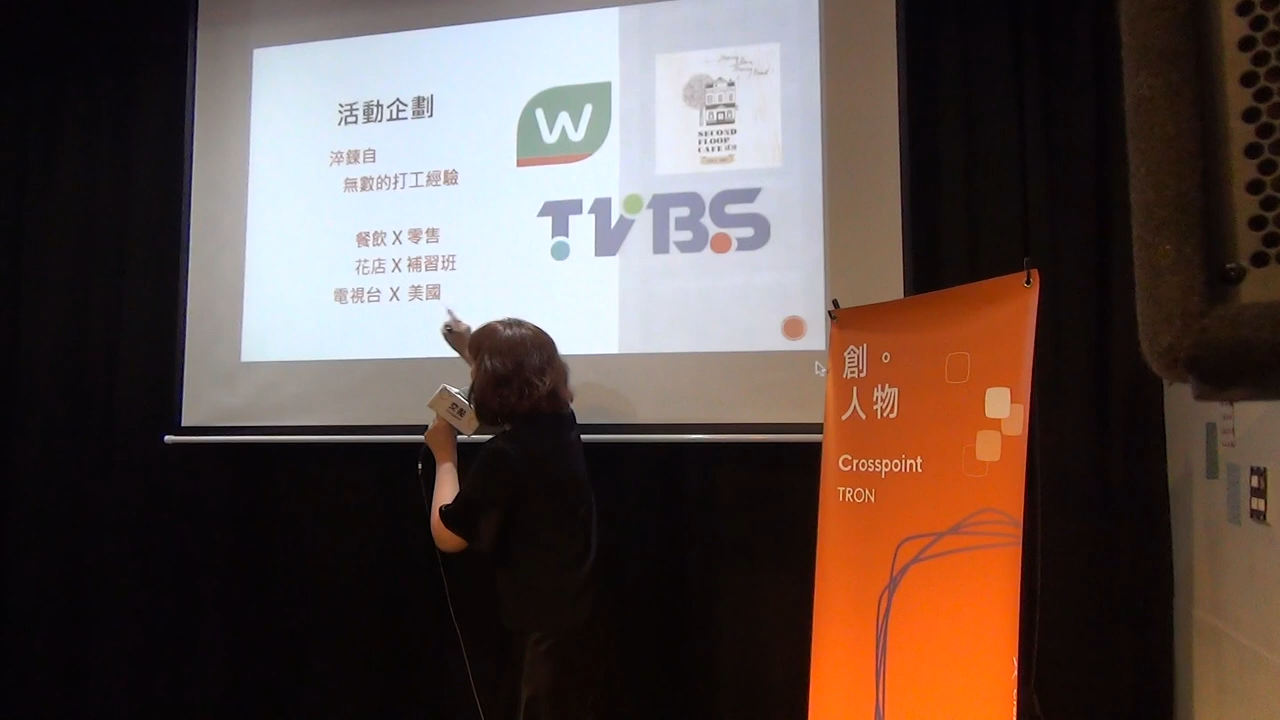 活動企劃
淬鍊自
無數的打工經驗
餐飲 X 零售
花店 X 補習班
電視台 X 美國
W
SECOND
FLOOR
CAFE
TVBS
創。
人物
Crosspoint
TRON